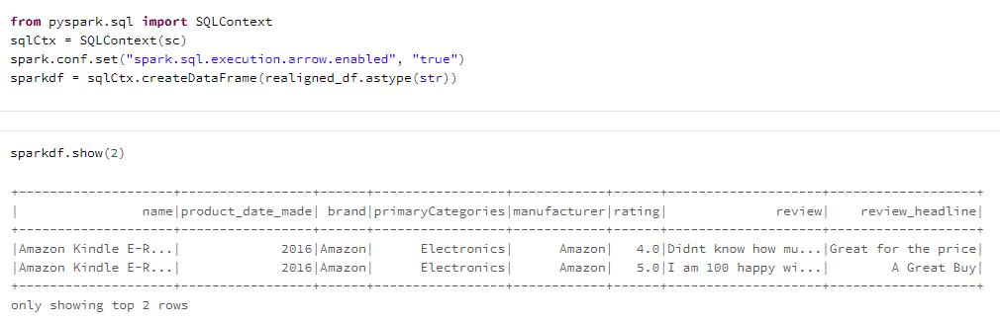 from pyspark.sql import SQLContext
sqlCtx = SQLContext(sc)
spark.conf.set("spark.sql.execution.arrow.enabled", "true")
sparkdf = sqlCtx.createDataFrame(realigned_df.astype(str))
sparkdf.show(2)
+--------------------+-----------------+------+-----------------+------------+------+--------------------+-------------------+
|                name|product_date_made| brand|primaryCategories|manufacturer|rating|              review|    review_headline|
+--------------------+-----------------+------+-----------------+------------+------+--------------------+-------------------+
|Amazon Kindle E-R...|             2016|Amazon|      Electronics|      Amazon|   4.0|Didnt know how mu...|Great for the price|
|Amazon Kindle E-R...|             2016|Amazon|      Electronics|      Amazon|   5.0|I am 100 happy wi...|        A Great Buy|
+--------------------+-----------------+------+-----------------+------------+------+--------------------+-------------------+
only showing top 2 rows